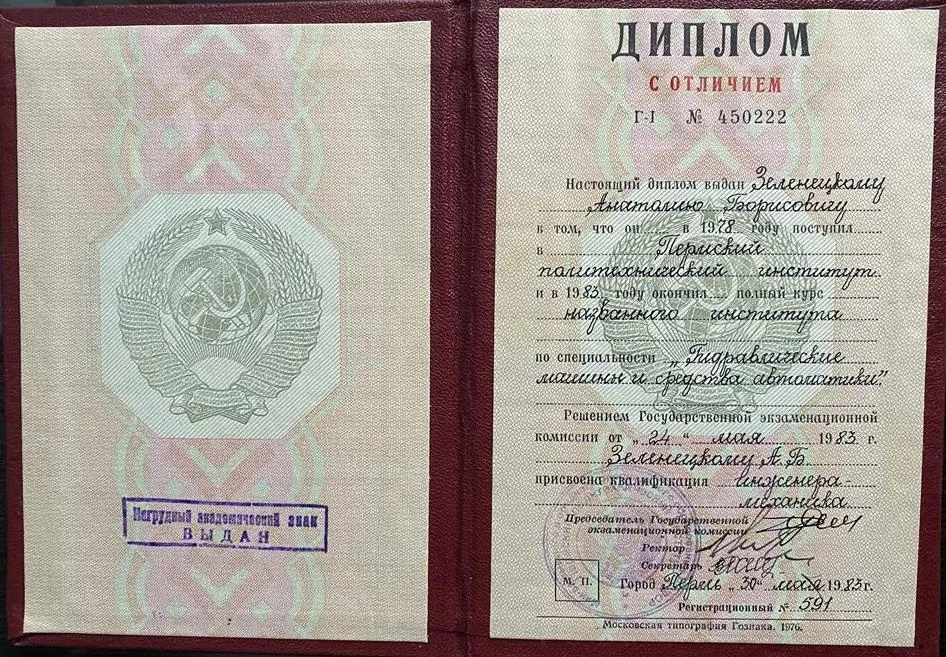 Нагрудный академический знак
ВЫДАН
ДИПЛОМ
С ОТЛИЧИЕМ
Г-I № 450222
Настоящий диплом выдан Зеленецкому
Анатолию Борисовичу
в том, что он в 1978 году поступил
в Пермский
политехнический институт
и в 1983 году окончил полный курс
названного института
по специальности „Гидравлические
машины и средства автоматики".
Решением Государственной экзаменационной
комиссии от „24" мая 1983 г.
Зеленецкому А.Б.
присвоена квалификация инженера-
механика
Председатель Государственной
экзаменационной комиссии
Ректор
Секретарь
М. П.
Город Пермь „30" мая 1983 г.
Регистрационный № 591
Московская типография Гознака. 1976.